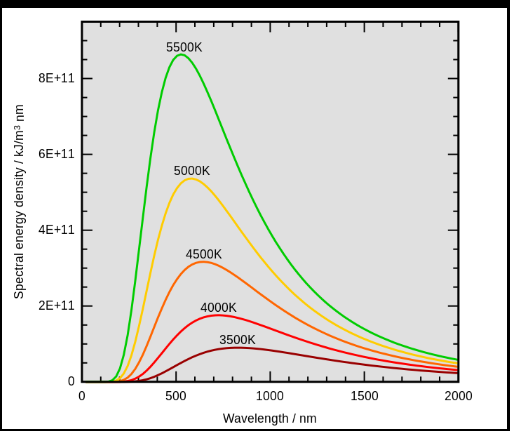 5500K
8E+11
6E+11
5000K
4500K
4E+11
4000K
2E+11
3500K
0
0 500 1000 1500 2000
Wavelength / nm
Spectral energy density / kJ/m³ nm